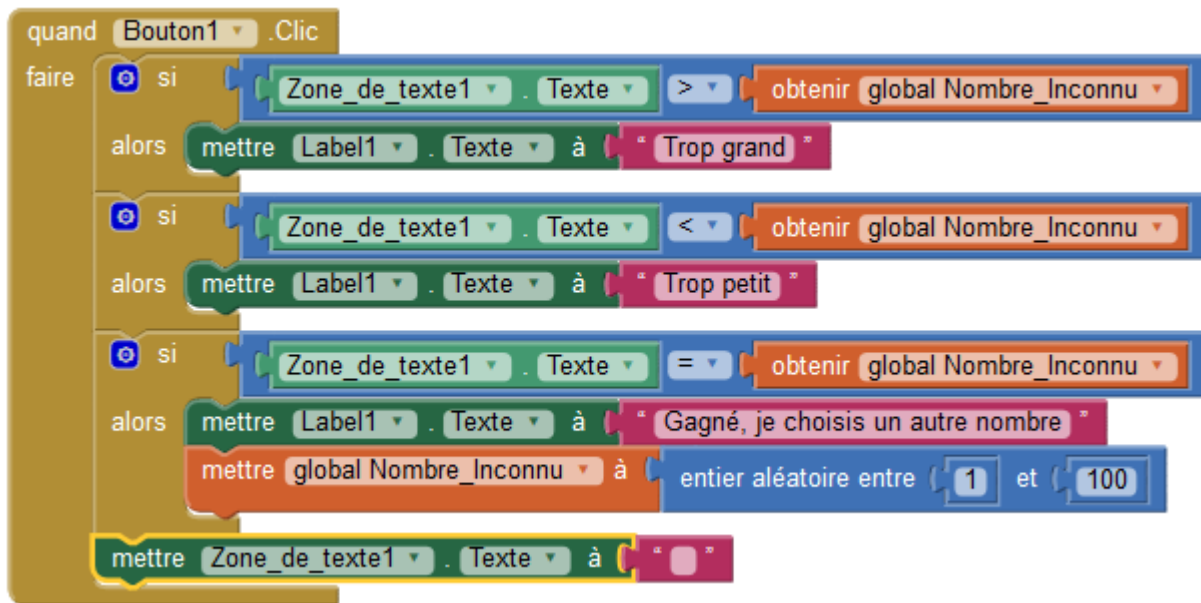 quand Bouton1 .Clic
faire si Zone_de_texte1 . Texte > obtenir global Nombre_Inconnu
alors mettre Label1 . Texte à " Trop grand "
si Zone_de_texte1 . Texte < obtenir global Nombre_Inconnu
alors mettre Label1 . Texte à " Trop petit "
si Zone_de_texte1 . Texte = obtenir global Nombre_Inconnu
alors mettre Label1 . Texte à " Gagné, je choisis un autre nombre "
mettre global Nombre_Inconnu à entier aléatoire entre 1 et 100
mettre Zone_de_texte1 . Texte à " "